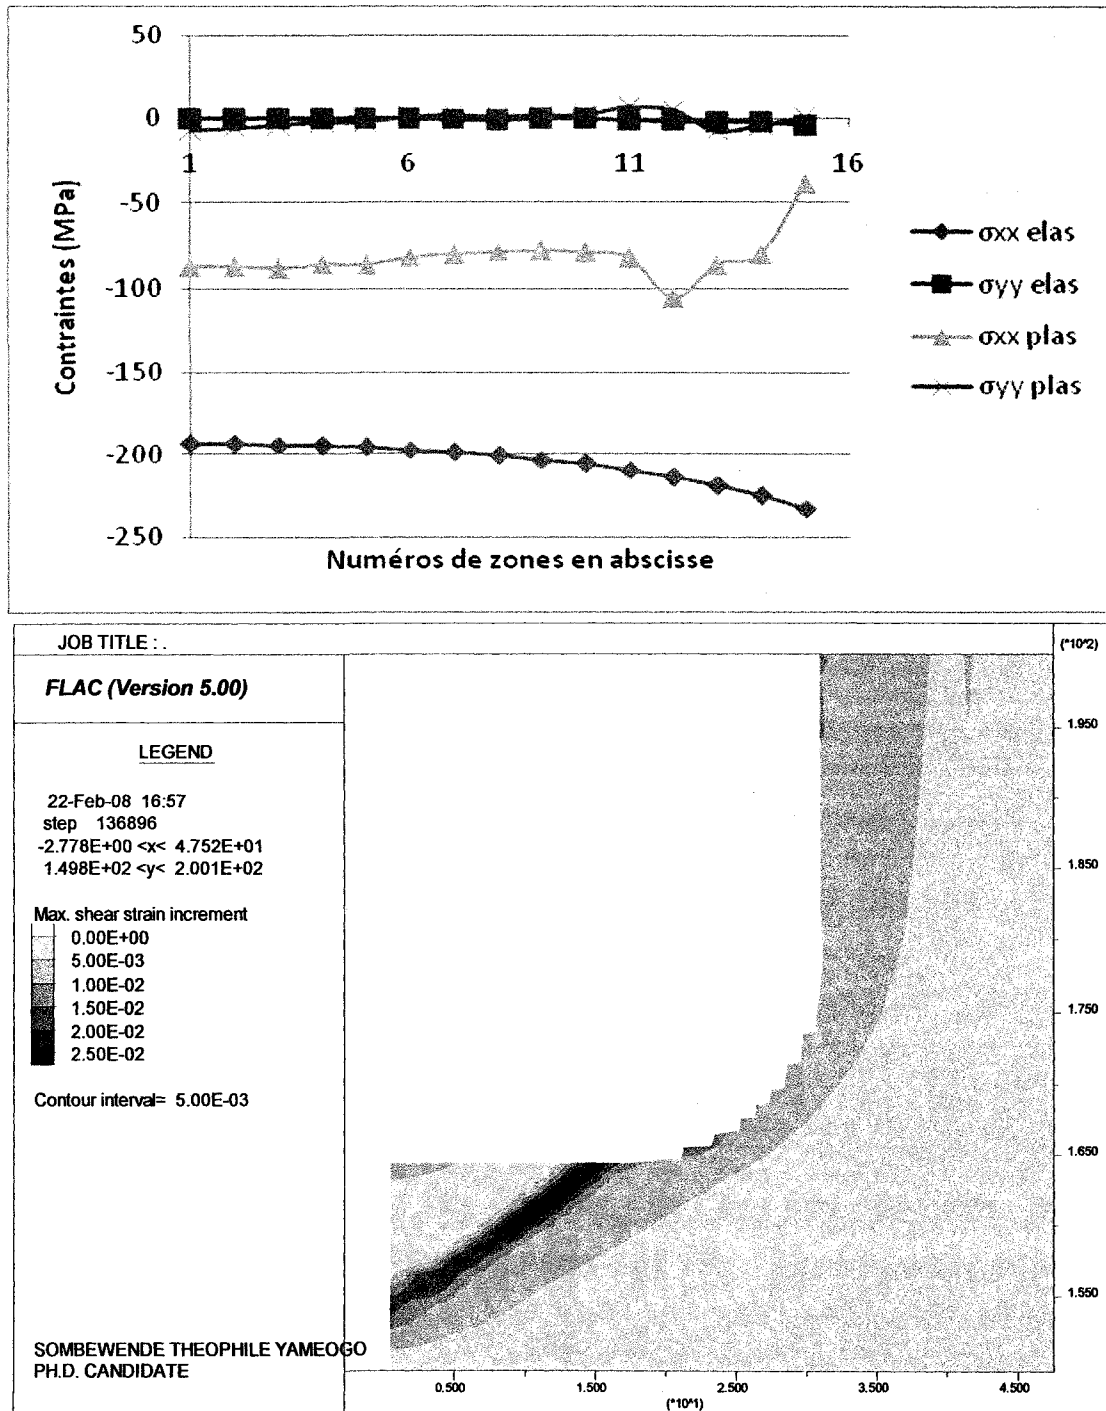 50
0
1
6
11
16
-50
-100
-150
-200
-250
Contraintes (MPa)
Numéros de zones en abscisse
σxx elas
σyy elas
σxx plas
σyy plas
JOB TITLE : .
(*10^2)
FLAC (Version 5.00)
LEGEND
22-Feb-08 16:57
step 136896
-2.778E+00 <x< 4.752E+01
1.498E+02 <y< 2.001E+02
Max. shear strain increment
0.00E+00
5.00E-03
1.00E-02
1.50E-02
2.00E-02
2.50E-02
Contour interval= 5.00E-03
SOMBEWENDE THEOPHILE YAMEOGO
PH.D. CANDIDATE
1.950
1.850
1.750
1.650
1.550
0.500
1.500
2.500
3.500
4.500
(*10^1)